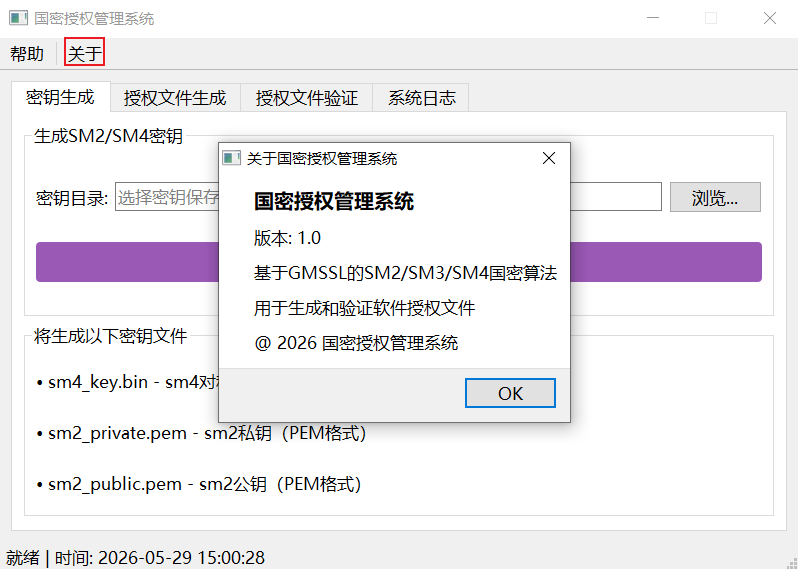 国密授权管理系统
帮助 关于
密钥生成 授权文件生成 授权文件验证 系统日志
生成SM2/SM4密钥
密钥目录: 选择密钥保存 浏览...
关于国密授权管理系统
国密授权管理系统
版本: 1.0
基于GMSSL的SM2/SM3/SM4国密算法
用于生成和验证软件授权文件
@ 2026 国密授权管理系统
OK
将生成以下密钥文件
• sm4_key.bin - sm4对
• sm2_private.pem - sm2私钥（PEM格式）
• sm2_public.pem - sm2公钥（PEM格式）
就绪 | 时间: 2026-05-29 15:00:28